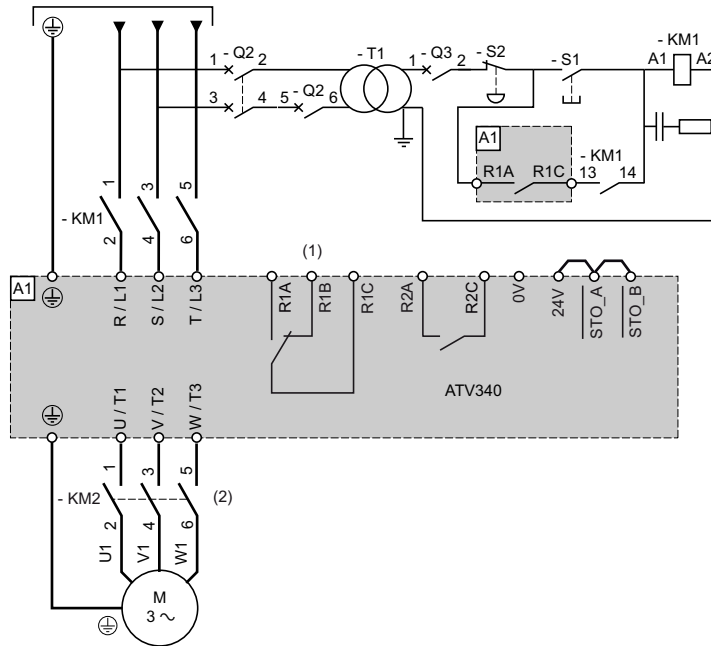 - Q2
1 2
- T1
1 - Q3 2
- S2
- S1
- KM1
A1 A2
3 4 5 - Q2 6
A1
R1A R1C
- KM1
13 14
1 3 5
- KM1
2 4 6
(1)
A1
R / L1
S / L2
T / L3
R1A
R1B
R1C
R2A
R2C
0V
24V
STO_A
STO_B
ATV340
U / T1
V / T2
W / T3
1 3 5
- KM2
(2)
2 4 6
U1 V1 W1
M
3 ~